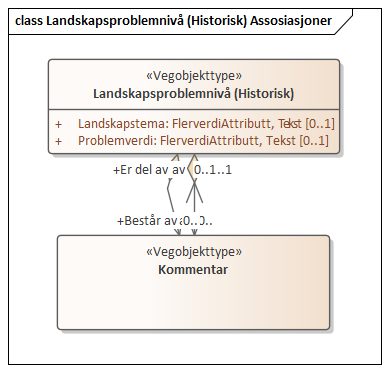 class Landskapsproblemnivå (Historisk) Assosiasjoner
«Vegobjekttype»
Landskapsproblemnivå (Historisk)
+ Landskapstema: FlerverdiAttributt, Tekst [0..1]
+ Problemverdi: FlerverdiAttributt, Tekst [0..1]
+Er del av av 0..1..1
+Består av 0..0..
«Vegobjekttype»
Kommentar